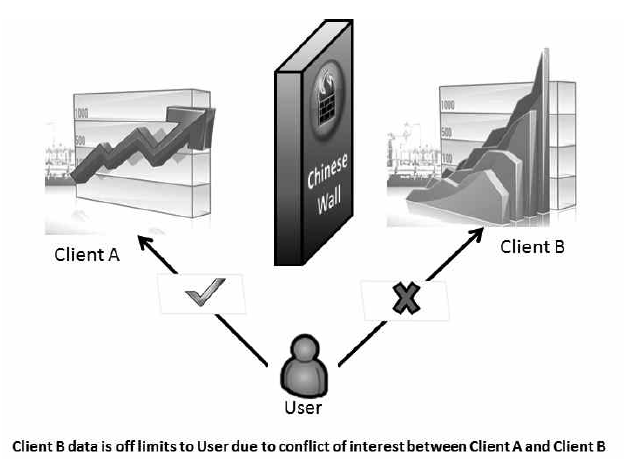 1000
500
Chinese
Wall
1000
500
100
Client A
Client B
User
Client B data is off limits to User due to conflict of interest between Client A and Client B